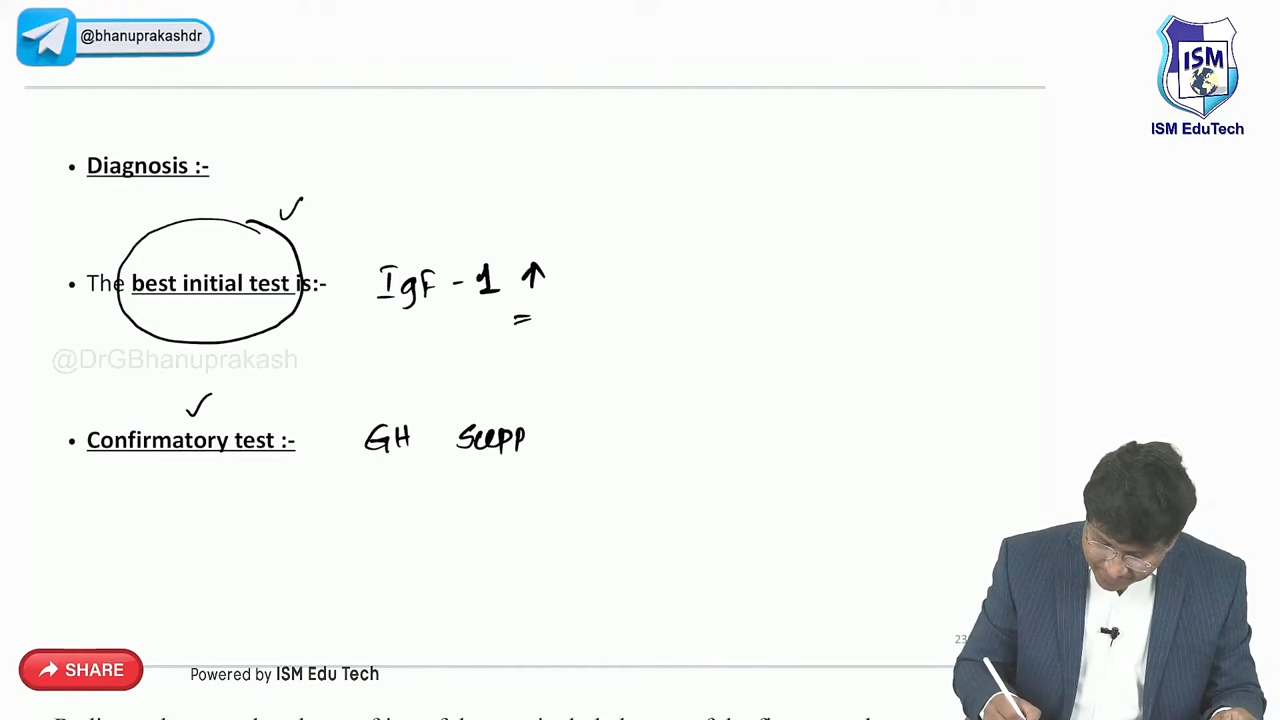 @bhanuprakashdr
ISM
ISM EduTech
• Diagnosis :-
• The best initial test is:- IgF - 1 ↑
@DrGBhanuprakash
• Confirmatory test :- GH Supp
23
SHARE
Powered by ISM Edu Tech